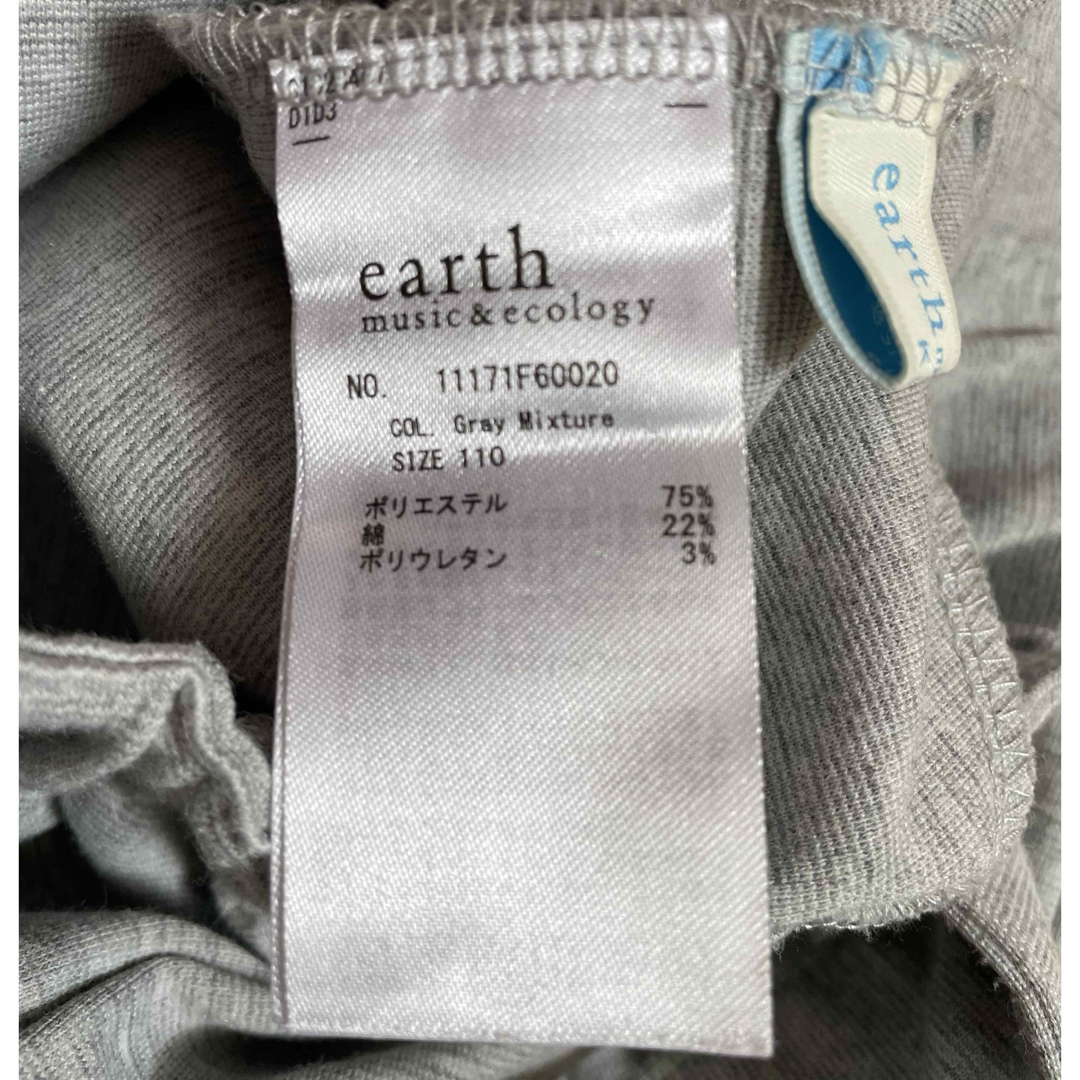 D1D3
earth
music&ecology
NO. 11171F60020
COL. Gray Mixture
SIZE 110
ポリエステル 75%
綿 22%
ポリウレタン 3%
earth